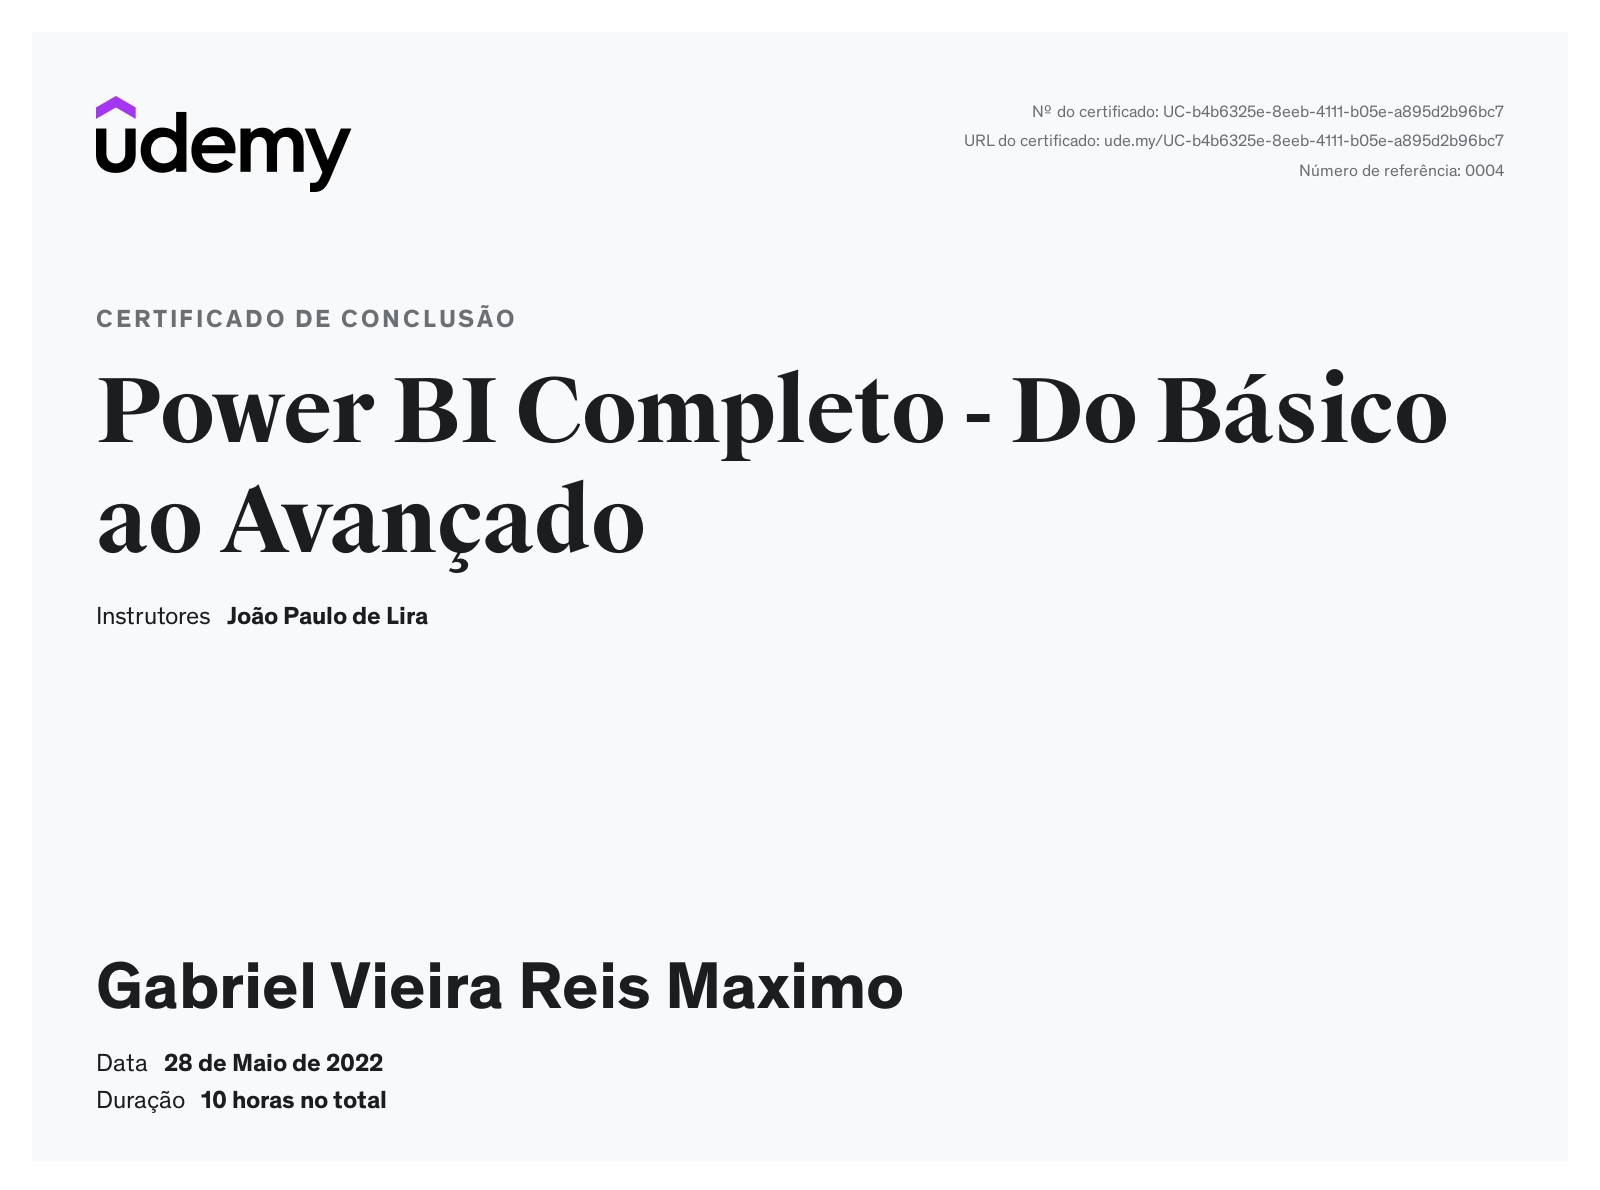 udemy
Nº do certificado: UC-b4b6325e-8eeb-4111-b05e-a895d2b96bc7
URL do certificado: ude.my/UC-b4b6325e-8eeb-4111-b05e-a895d2b96bc7
Número de referência: 0004
CERTIFICADO DE CONCLUSÃO
Power BI Completo - Do Básico
ao Avançado
Instrutores João Paulo de Lira
Gabriel Vieira Reis Maximo
Data 28 de Maio de 2022
Duração 10 horas no total